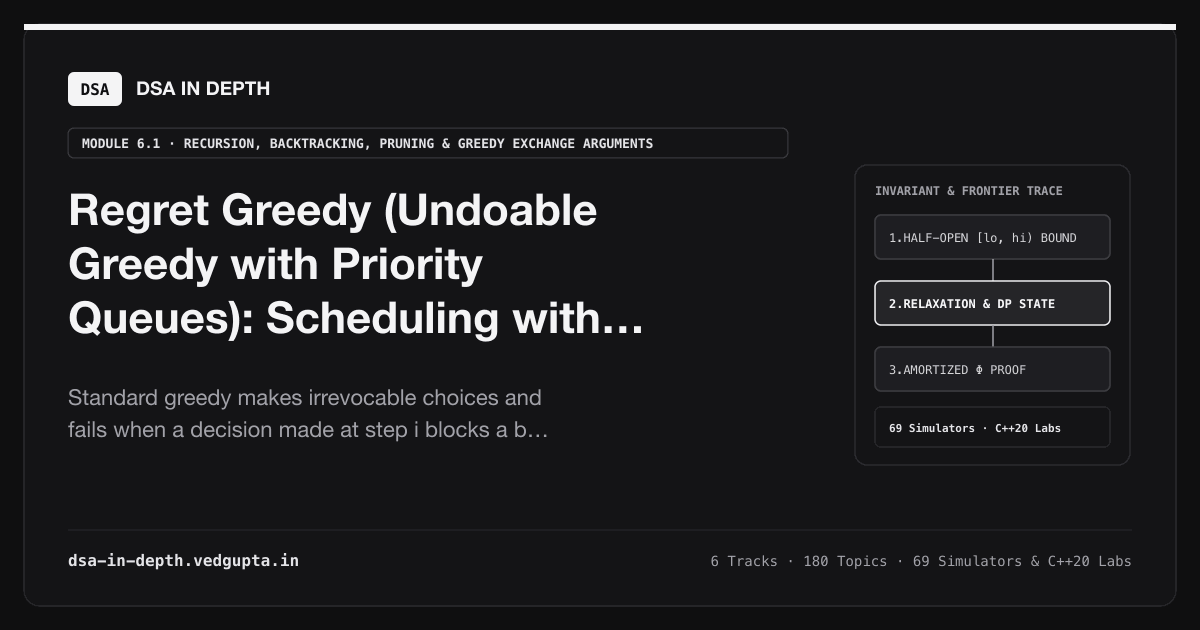 DSA
DSA IN DEPTH
MODULE 6.1 · RECURSION, BACKTRACKING, PRUNING & GREEDY EXCHANGE ARGUMENTS
Regret Greedy (Undoable
Greedy with Priority
Queues): Scheduling with…
Standard greedy makes irrevocable choices and
fails when a decision made at step i blocks a b…
INVARIANT & FRONTIER TRACE
1.HALF-OPEN [lo, hi) BOUND
2.RELAXATION & DP STATE
3.AMORTIZED Φ PROOF
69 Simulators · C++20 Labs
dsa-in-depth.vedgupta.in
6 Tracks · 180 Topics · 69 Simulators & C++20 Labs